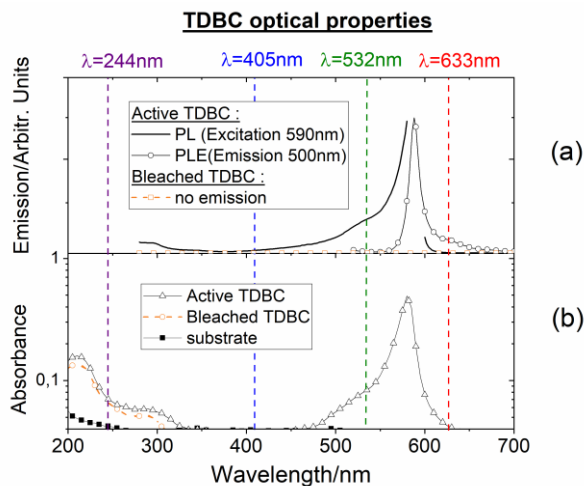 TDBC optical properties
λ=244nm λ=405nm λ=532nm λ=633nm
Emission/Arbitr. Units
Active TDBC :
PL (Excitation 590nm)
PLE(Emission 500nm)
Bleached TDBC :
no emission
(a)
1
Absorbance
0,1
Active TDBC
Bleached TDBC
substrate
(b)
200 300 400 500 600 700
Wavelength/nm